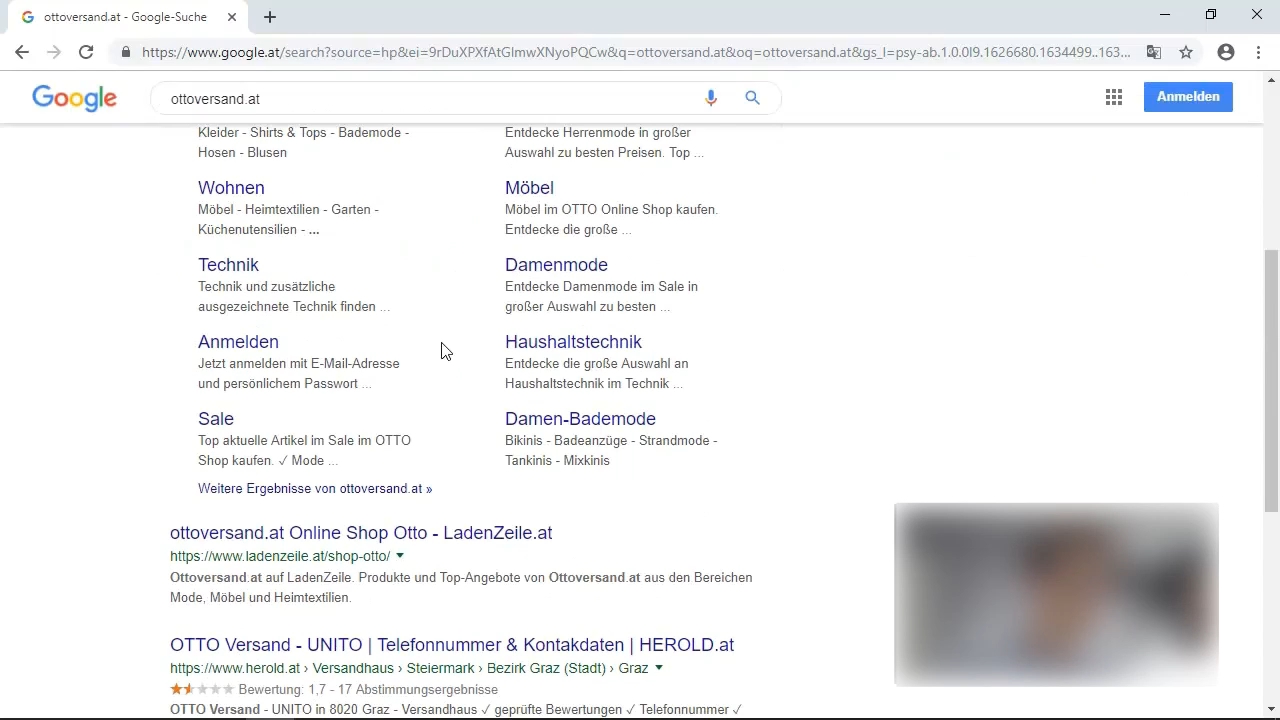 ottoversand.at - Google-Suche
https://www.google.at/search?source=hp&ei=9rDuXPXfAtGlmwXNyoPQCw&q=ottoversand.at&oq=ottoversand.at&gs_l=psy-ab.1.0.0l9.1626680.1634499..163...
Google
ottoversand.at
Anmelden
Kleider - Shirts & Tops - Bademode -
Hosen - Blusen
Entdecke Herrenmode in großer
Auswahl zu besten Preisen. Top ...
Wohnen
Möbel - Heimtextilien - Garten -
Küchenutensilien - ...
Möbel
Möbel im OTTO Online Shop kaufen.
Entdecke die große ...
Technik
Technik und zusätzliche
ausgezeichnete Technik finden ...
Damenmode
Entdecke Damenmode im Sale in
großer Auswahl zu besten ...
Anmelden
Jetzt anmelden mit E-Mail-Adresse
und persönlichem Passwort ...
Haushaltstechnik
Entdecke die große Auswahl an
Haushaltstechnik im Technik ...
Sale
Top aktuelle Artikel im Sale im OTTO
Shop kaufen. ✓ Mode ...
Damen-Bademode
Bikinis - Badeanzüge - Strandmode -
Tankinis - Mixkinis
Weitere Ergebnisse von ottoversand.at »
ottoversand.at Online Shop Otto - LadenZeile.at
https://www.ladenzeile.at/shop-otto/
Ottoversand.at auf LadenZeile. Produkte und Top-Angebote von Ottoversand.at aus den Bereichen
Mode, Möbel und Heimtextilien.
OTTO Versand - UNITO | Telefonnummer & Kontakdaten | HEROLD.at
https://www.herold.at › Versandhaus › Steiermark › Bezirk Graz (Stadt) › Graz
Bewertung: 1,7 - 17 Abstimmungsergebnisse
OTTO Versand - UNITO in 8020 Graz - Versandhaus ✓ geprüfte Bewertungen ✓ Telefonnummer ✓